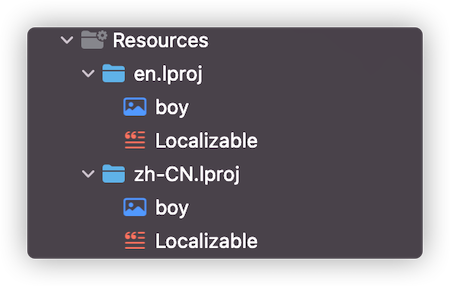 Resources
en.lproj
boy
Localizable
zh-CN.lproj
boy
Localizable